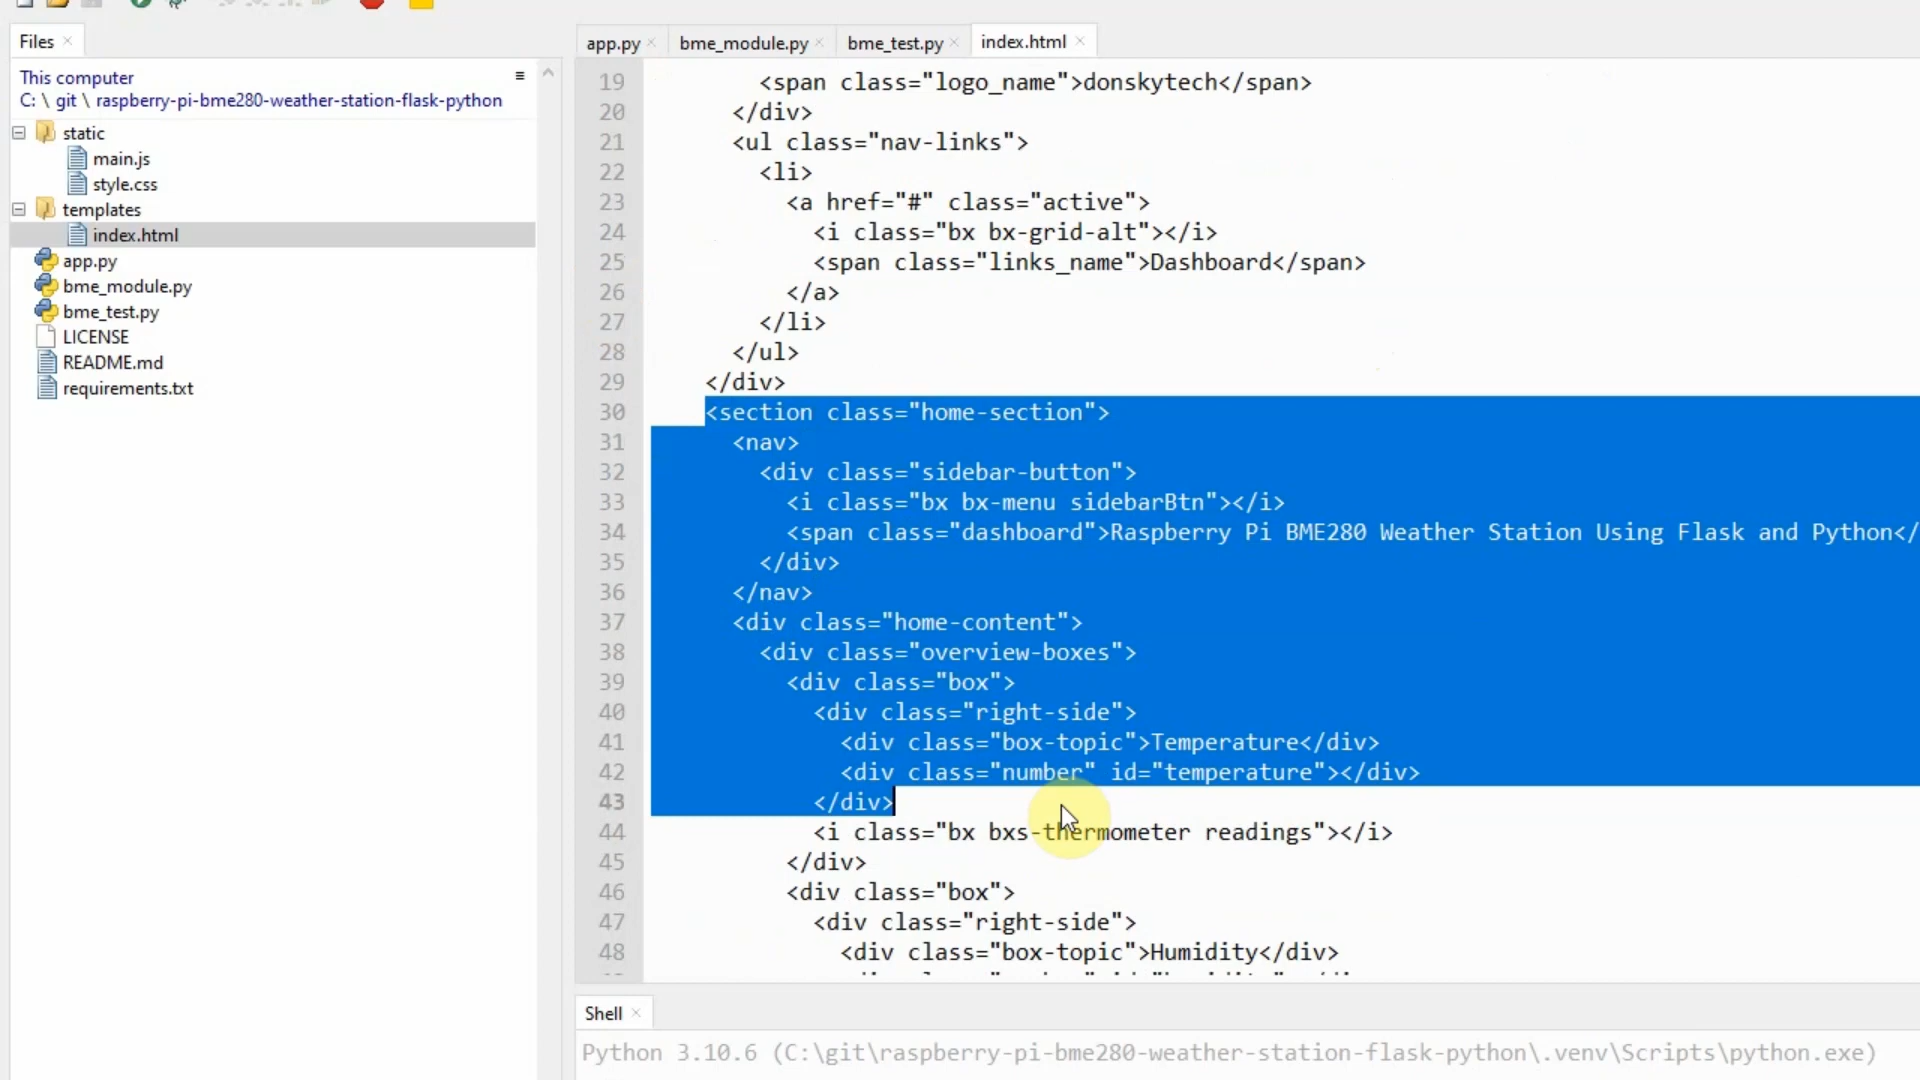 Files
This computer
C: \ git \ raspberry-pi-bme280-weather-station-flask-python
static
main.js
style.css
templates
index.html
app.py
bme_module.py
bme_test.py
LICENSE
README.md
requirements.txt
app.py bme_module.py bme_test.py index.html
19 <span class="logo_name">donskytech</span>
20 </div>
21 <ul class="nav-links">
22 <li>
23 <a href="#" class="active">
24 <i class="bx bx-grid-alt"></i>
25 <span class="links_name">Dashboard</span>
26 </a>
27 </li>
28 </ul>
29 </div>
30 <section class="home-section">
31 <nav>
32 <div class="sidebar-button">
33 <i class="bx bx-menu sidebarBtn"></i>
34 <span class="dashboard">Raspberry Pi BME280 Weather Station Using Flask and Python</
35 </div>
36 </nav>
37 <div class="home-content">
38 <div class="overview-boxes">
39 <div class="box">
40 <div class="right-side">
41 <div class="box-topic">Temperature</div>
42 <div class="number" id="temperature"></div>
43 </div>
44 <i class="bx bxs-thermometer readings"></i>
45 </div>
46 <div class="box">
47 <div class="right-side">
48 <div class="box-topic">Humidity</div>
Shell
Python 3.10.6 (C:\git\raspberry-pi-bme280-weather-station-flask-python\.venv\Scripts\python.exe)